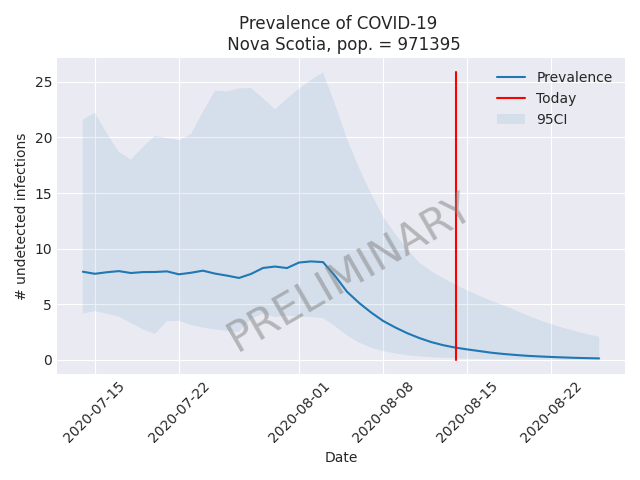 Prevalence of COVID-19
Nova Scotia, pop. = 971395
# undetected infections
25
20
15
10
5
0
Prevalence
Today
95CI
PRELIMINARY
2020-07-15
2020-07-22
2020-08-01
2020-08-08
2020-08-15
2020-08-22
Date